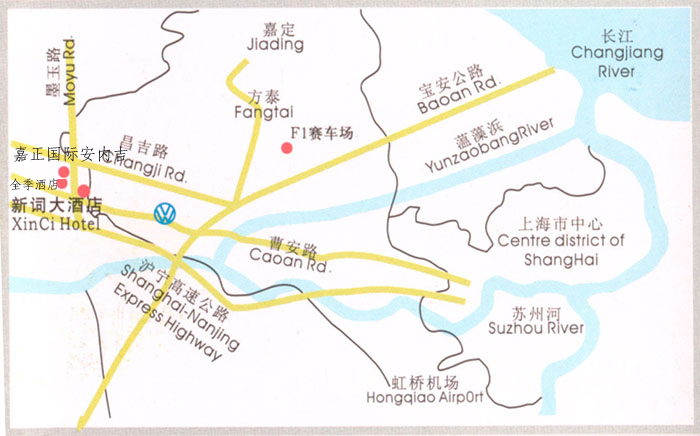 嘉定
Jiading
长江
Changjiang
River
墨玉路
Moyu Rd.
方泰
Fangtai
宝安公路
Baoan Rd.
F1赛车场
蕰藻浜
YunzaobangRiver
昌吉路
Changji Rd.
嘉正国际安内吉
全季酒店
新词大酒店
XinCi Hotel
上海市中心
Centre district of
ShangHai
曹安路
Caoan Rd.
沪宁高速公路
Shanghai-Nanjing
Express Highway
苏州河
Suzhou River
虹桥机场
Hongqiao Airp0rt